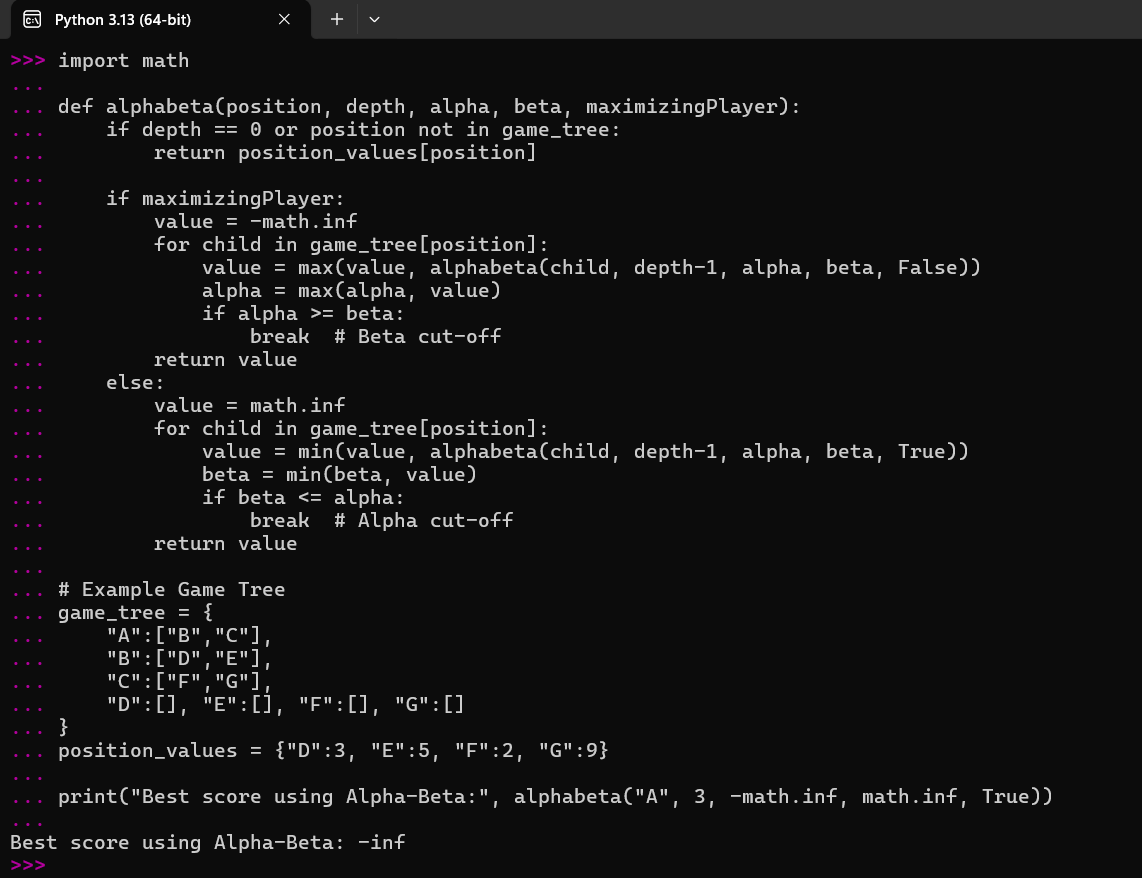 Python 3.13 (64-bit)
>>> import math
...
... def alphabeta(position, depth, alpha, beta, maximizingPlayer):
...     if depth == 0 or position not in game_tree:
...         return position_values[position]
...
...     if maximizingPlayer:
...         value = -math.inf
...         for child in game_tree[position]:
...             value = max(value, alphabeta(child, depth-1, alpha, beta, False))
...             alpha = max(alpha, value)
...             if alpha >= beta:
...                 break  # Beta cut-off
...         return value
...     else:
...         value = math.inf
...         for child in game_tree[position]:
...             value = min(value, alphabeta(child, depth-1, alpha, beta, True))
...             beta = min(beta, value)
...             if beta <= alpha:
...                 break  # Alpha cut-off
...         return value
...
... # Example Game Tree
... game_tree = {
...     "A":["B","C"],
...     "B":["D","E"],
...     "C":["F","G"],
...     "D":[], "E":[], "F":[], "G":[]
... }
... position_values = {"D":3, "E":5, "F":2, "G":9}
...
... print("Best score using Alpha-Beta:", alphabeta("A", 3, -math.inf, math.inf, True))
...
Best score using Alpha-Beta: -inf
>>>